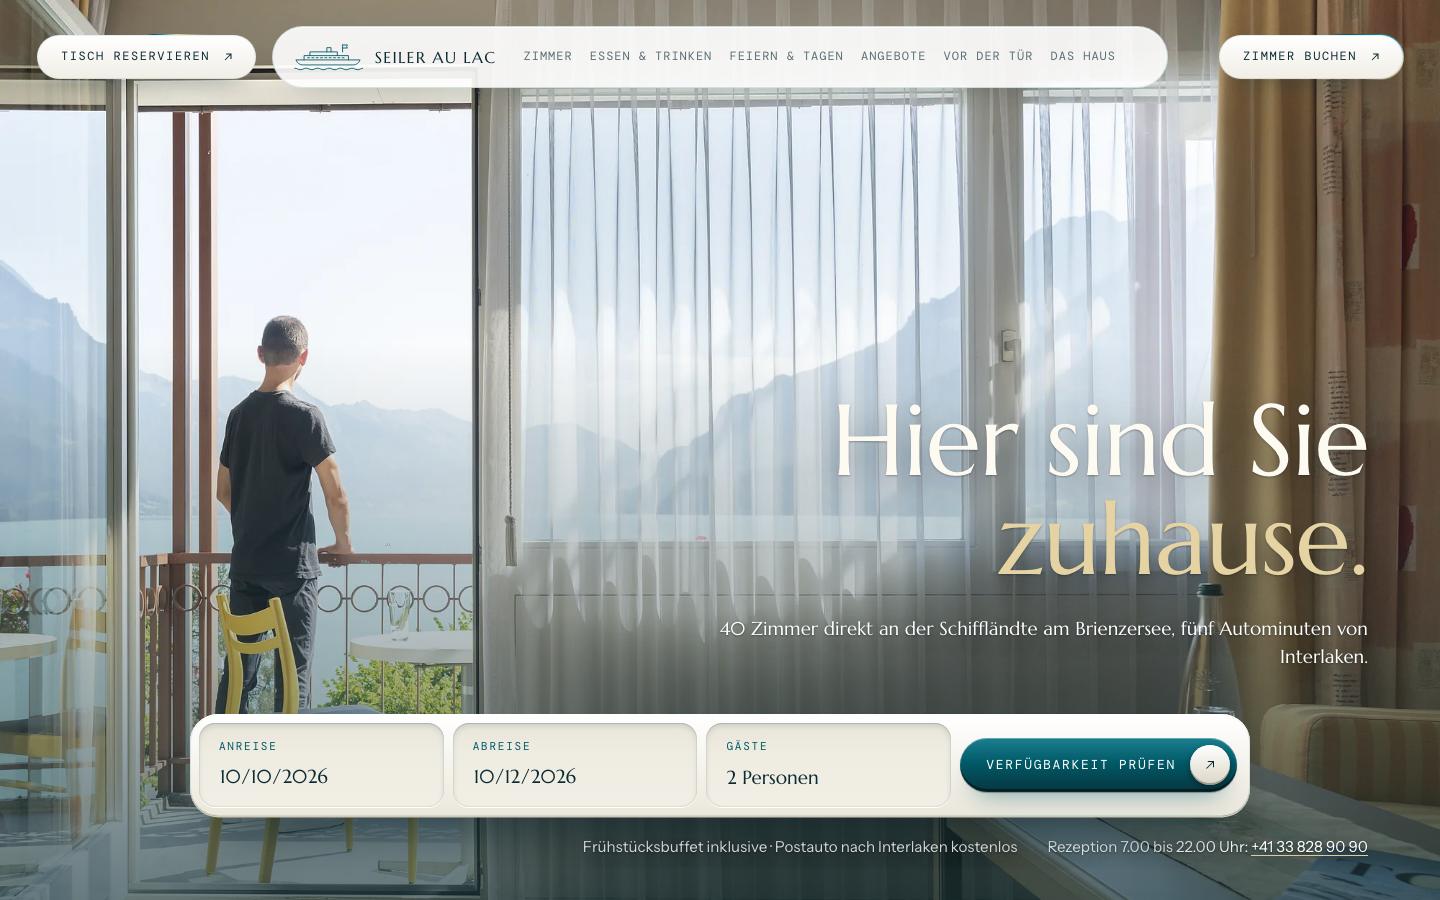 TISCH RESERVIEREN ↗
SEILER AU LAC
ZIMMER ESSEN & TRINKEN FEIERN & TAGEN ANGEBOTE VOR DER TÜR DAS HAUS
ZIMMER BUCHEN ↗
Hier sind Sie
zuhause.
40 Zimmer direkt an der Schiffländte am Brienzersee, fünf Autominuten von
Interlaken.
ANREISE
10/10/2026
ABREISE
10/12/2026
GÄSTE
2 Personen
VERFÜGBARKEIT PRÜFEN ↗
Frühstücksbuffet inklusive · Postauto nach Interlaken kostenlos
Rezeption 7.00 bis 22.00 Uhr: +41 33 828 90 90